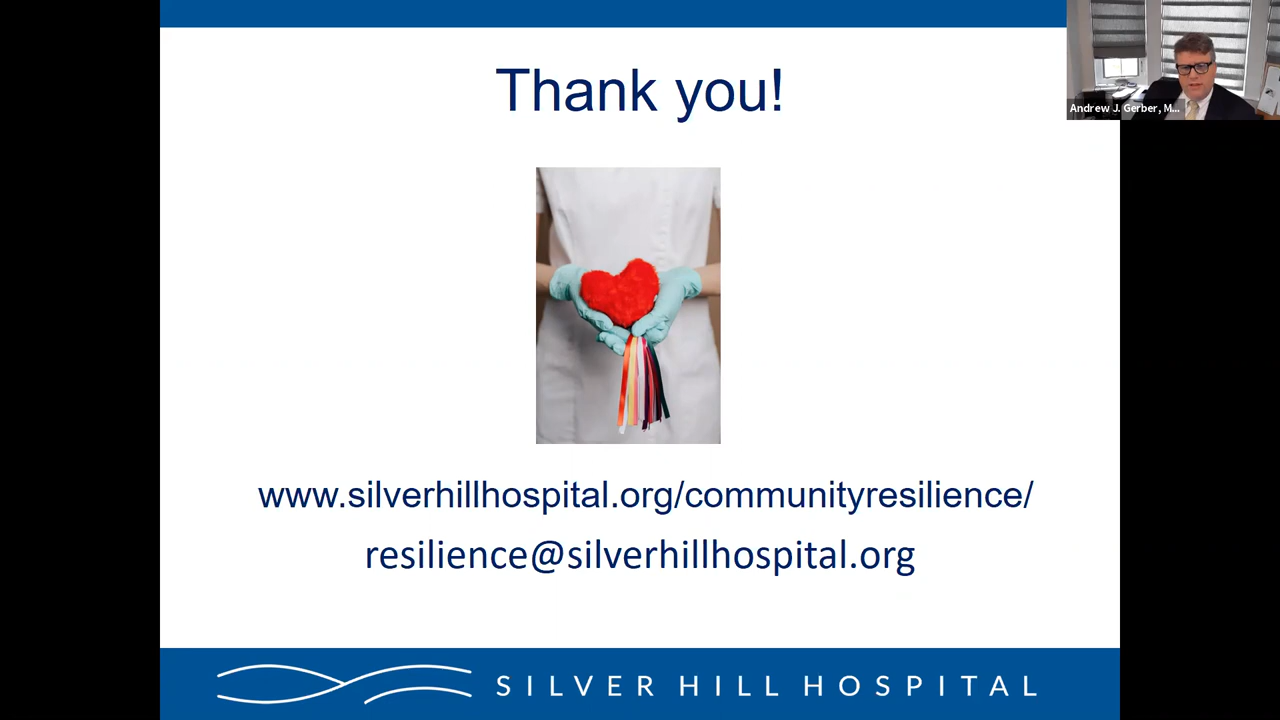 Thank you!
Andrew J. Gerber, M...
www.silverhillhospital.org/communityresilience/
resilience@silverhillhospital.org
SILVER HILL HOSPITAL